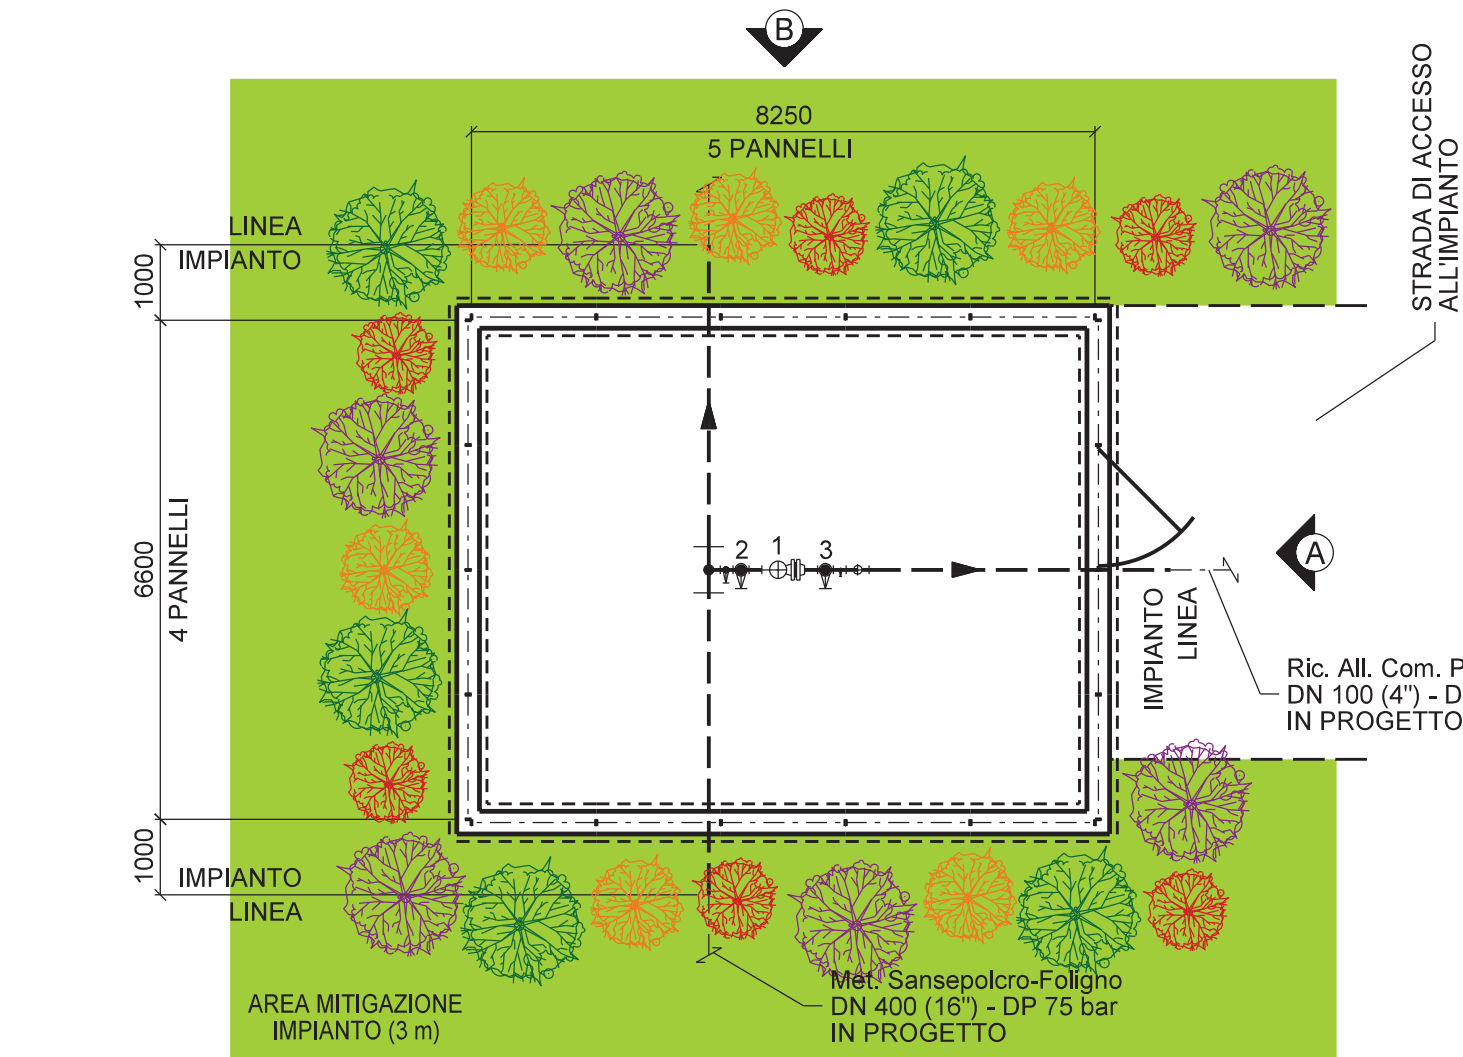 B
8250
5 PANNELLI
STRADA DI ACCESSO
ALL'IMPIANTO
LINEA
IMPIANTO
1000
6600
4 PANNELLI
1000
2
1
3
A
IMPIANTO
LINEA
Ric. All. Com. P
DN 100 (4") - D
IN PROGETTO
IMPIANTO
LINEA
Met. Sansepolcro-Foligno
DN 400 (16") - DP 75 bar
IN PROGETTO
AREA MITIGAZIONE
IMPIANTO (3 m)